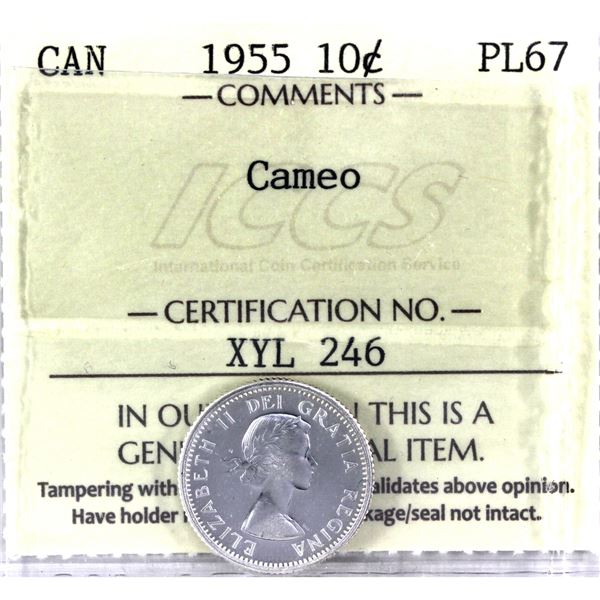 CAN 1955 10¢ PL67
—COMMENTS—
Cameo
ICCS
International Coin Certification Service
— CERTIFICATION NO. —
XYL 246
IN OU THIS IS A
GEN AL ITEM.
Tampering with alidates above opinion.
Have holder kage/seal not intact.
ELIZABETH II DEI GRATIA REGINA